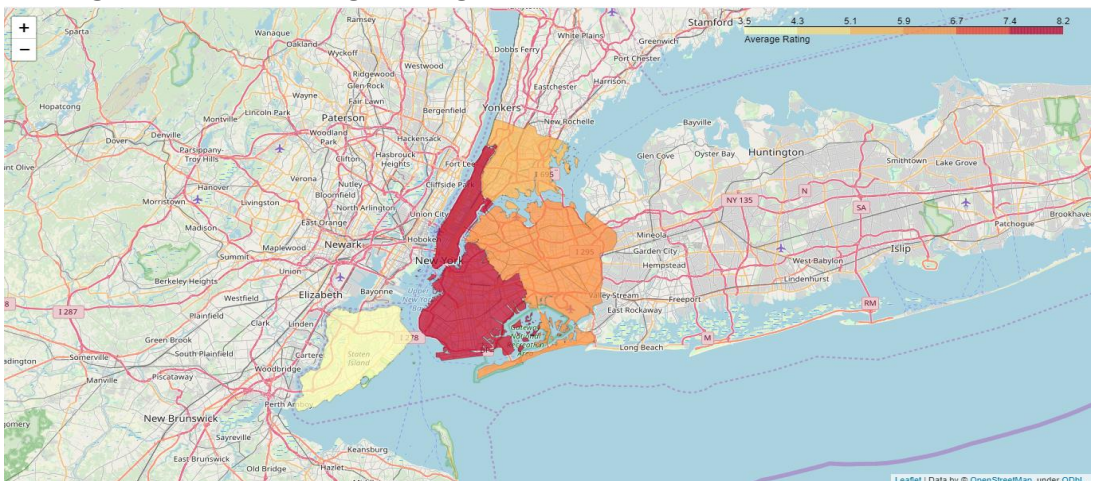 +
−
Stamford
3.5 4.3 5.1 5.9 6.7 7.4 8.2
Average Rating
Sparta
Ramsey
Wanaque
Oakland
Wyckoff
White Plains
Greenwich
Dobbs Ferry
Port Chester
Westwood
Ridgewood
Glen Rock
Fair Lawn
Eastchester
Harrison
Hopatcong
Lincoln Park
Wayne
Bergenfield
Yonkers
Montville
Paterson
New Rochelle
Bayville
Denville
Woodland
Park
Hackensack
Dover
Parsippany-
Troy Hills
Clifton
Hasbrouck
Heights
Fort Lee
Glen Cove
Oyster Bay
Huntington
Smithtown
Lake Grove
Verona
I 695
Hanover
Nutley
Cliffside Park
Bloomfield
Morristown
Livingston
North Arlington
Union City
NY 135
N
SA
Madison
East Orange
Brookhaven
Patchogue
Maplewood
Newark
Hoboken
Mineola
Garden City
Islip
Summit
New York
I 295
Union
Hempstead
West Babylon
Berkeley Heights
Lindenhurst
Elizabeth
Bayonne
Valley Stream
Freeport
Westfield
East Rockaway
RM
I 287
Plainfield
Clark
Linden
Green Brook
I 278
M
South Plainfield
Carteret
Long Beach
Somerville
Staten
Island
Woodbridge
Manville
Piscataway
Perth Amboy
New Brunswick
Sayreville
Keansburg
East Brunswick
Old Bridge
Hazlet
Leaflet | Data by © OpenStreetMap, under ODbL.